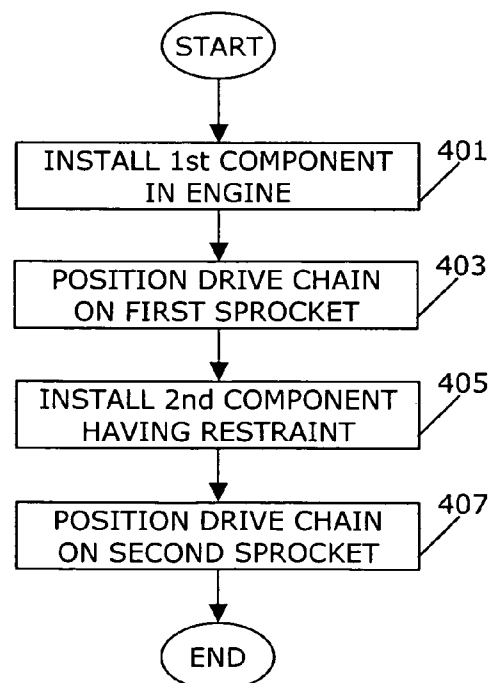 START
INSTALL 1st COMPONENT
IN ENGINE
401
POSITION DRIVE CHAIN
ON FIRST SPROCKET
403
INSTALL 2nd COMPONENT
HAVING RESTRAINT
405
POSITION DRIVE CHAIN
ON SECOND SPROCKET
407
END